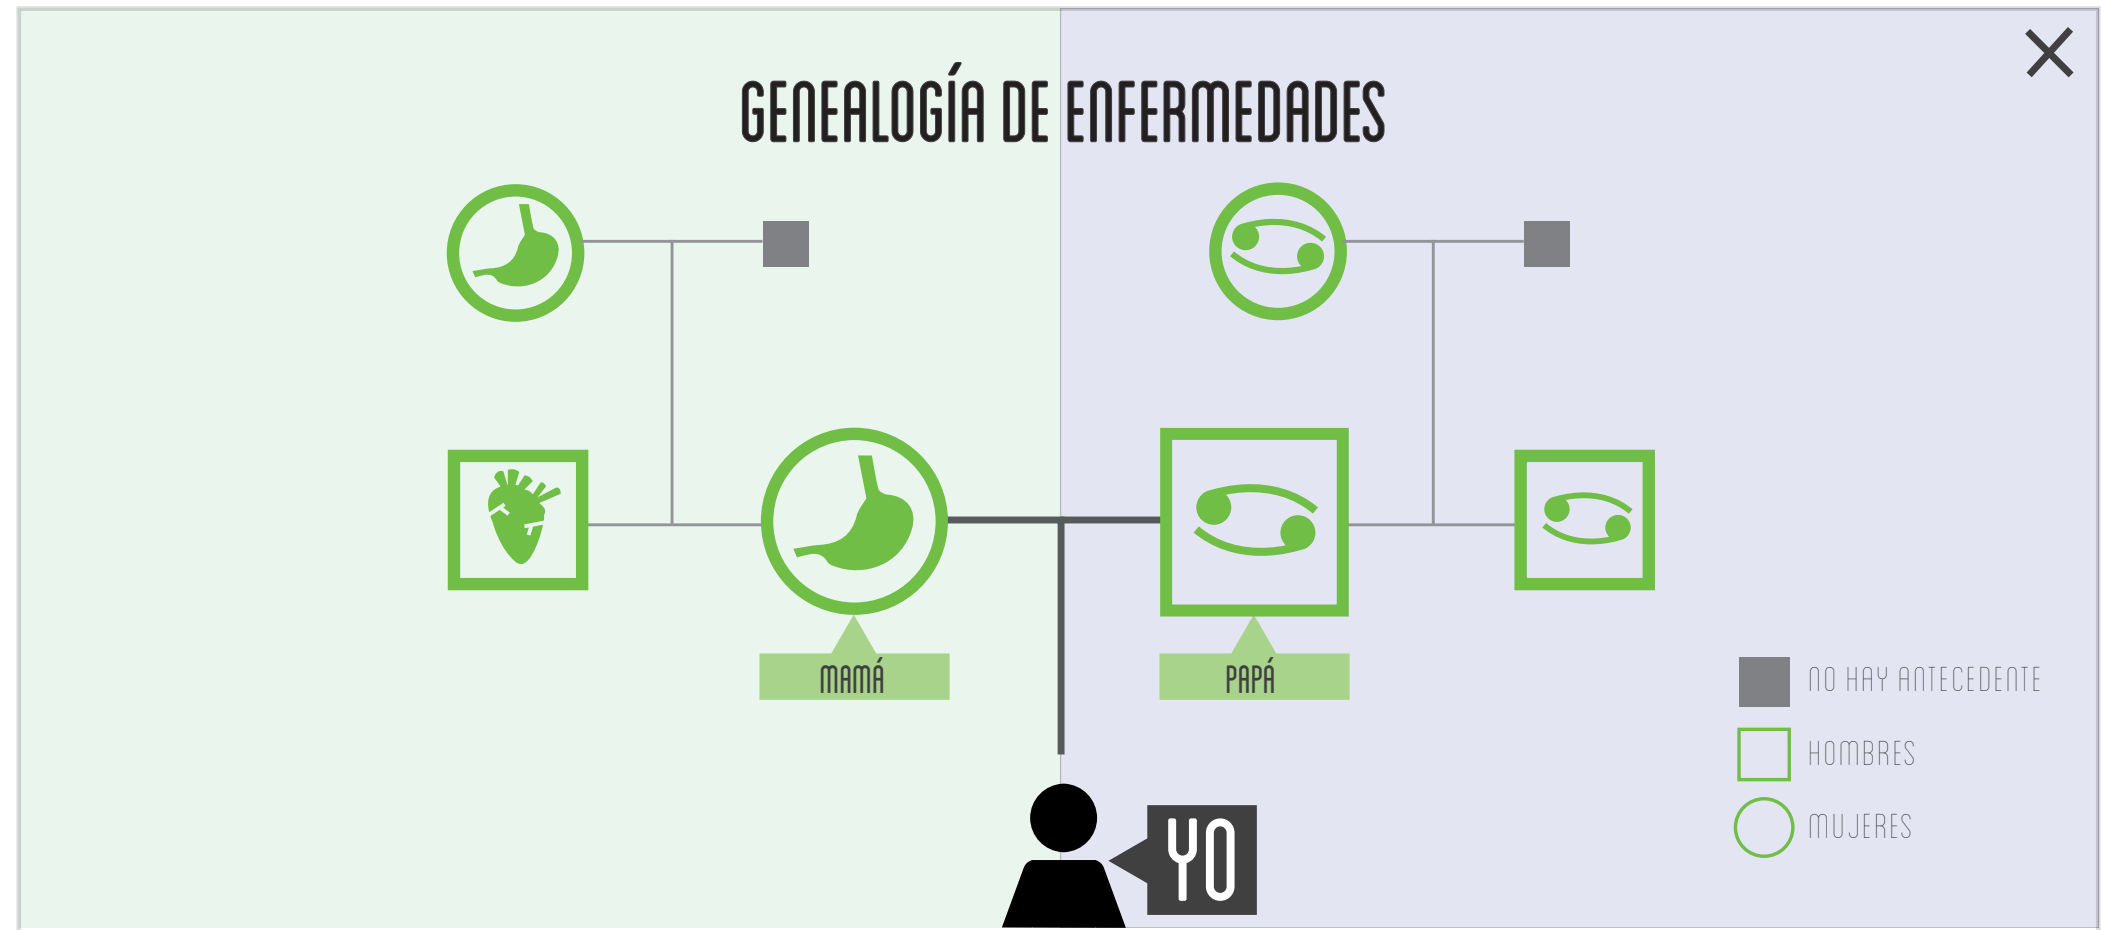 GENEALOGÍA DE ENFERMEDADES
MAMÁ
PAPÁ
NO HAY ANTECEDENTE
HOMBRES
MUJERES
YO